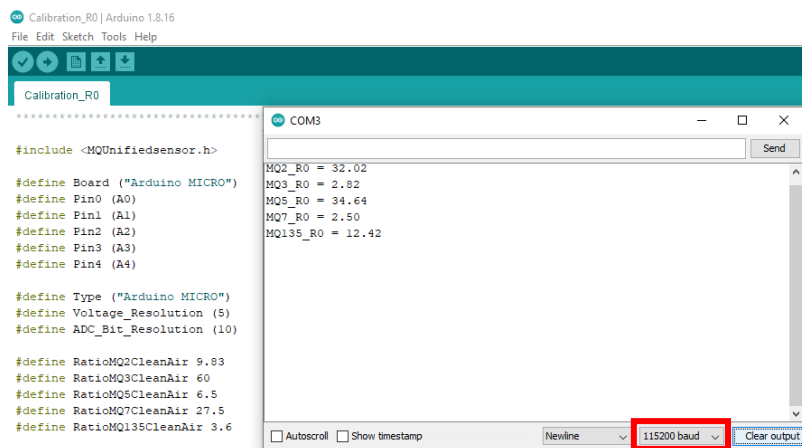 Calibration_R0 | Arduino 1.8.16
File Edit Sketch Tools Help
Calibration_R0
***********************************
#include <MQUnifiedsensor.h>
#define Board ("Arduino MICRO")
#define Pin0 (A0)
#define Pin1 (A1)
#define Pin2 (A2)
#define Pin3 (A3)
#define Pin4 (A4)
#define Type ("Arduino MICRO")
#define Voltage_Resolution (5)
#define ADC_Bit_Resolution (10)
#define RatioMQ2CleanAir 9.83
#define RatioMQ3CleanAir 60
#define RatioMQ5CleanAir 6.5
#define RatioMQ7CleanAir 27.5
#define RatioMQ135CleanAir 3.6
COM3
Send
MQ2_R0 = 32.02
MQ3_R0 = 2.82
MQ5_R0 = 34.64
MQ7_R0 = 2.50
MQ135_R0 = 12.42
Autoscroll Show timestamp Newline 115200 baud Clear output